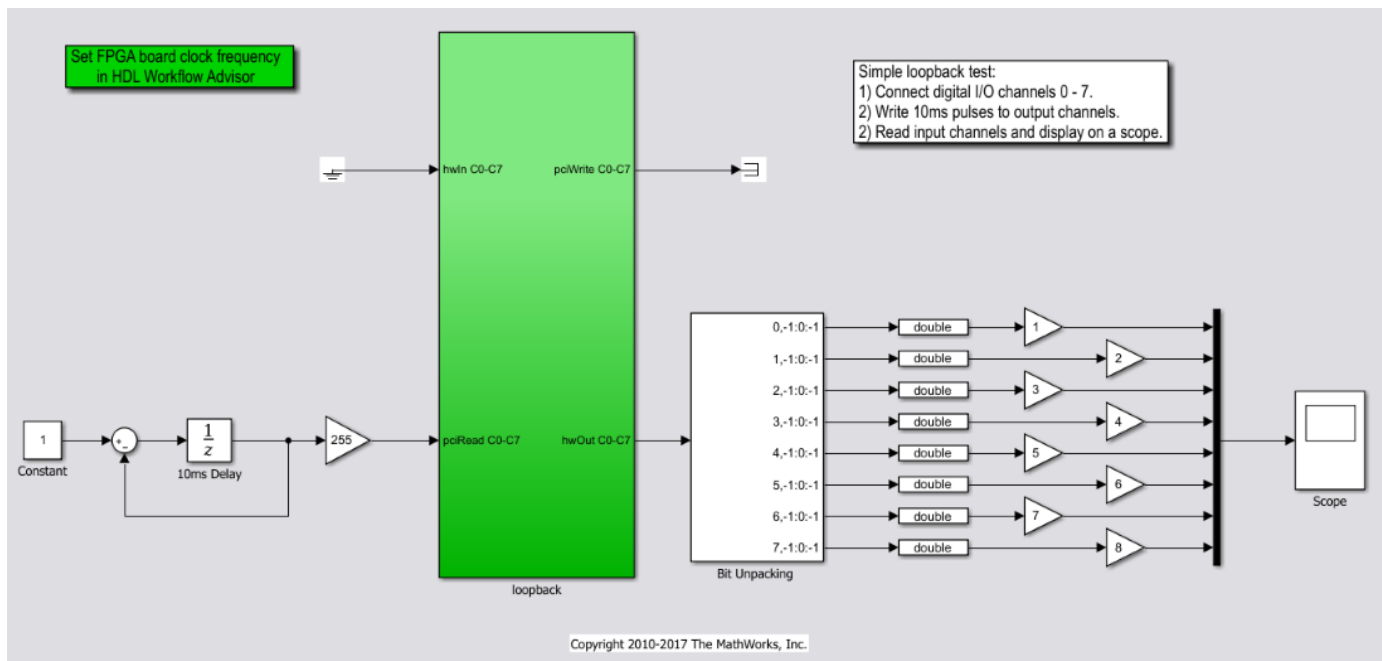 Set FPGA board clock frequency
in HDL Workflow Advisor
Simple loopback test:
1) Connect digital I/O channels 0 - 7.
2) Write 10ms pulses to output channels.
2) Read input channels and display on a scope.
hwIn C0-C7
pciWrite C0-C7
1
Constant
+
-
1
z
10ms Delay
255
pciRead C0-C7
hwOut C0-C7
loopback
0,-1:0:-1
double
1
1,-1:0:-1
double
2
2,-1:0:-1
double
3
3,-1:0:-1
double
4
4,-1:0:-1
double
5
5,-1:0:-1
double
6
6,-1:0:-1
double
7
7,-1:0:-1
double
8
Bit Unpacking
Scope
Copyright 2010-2017 The MathWorks, Inc.